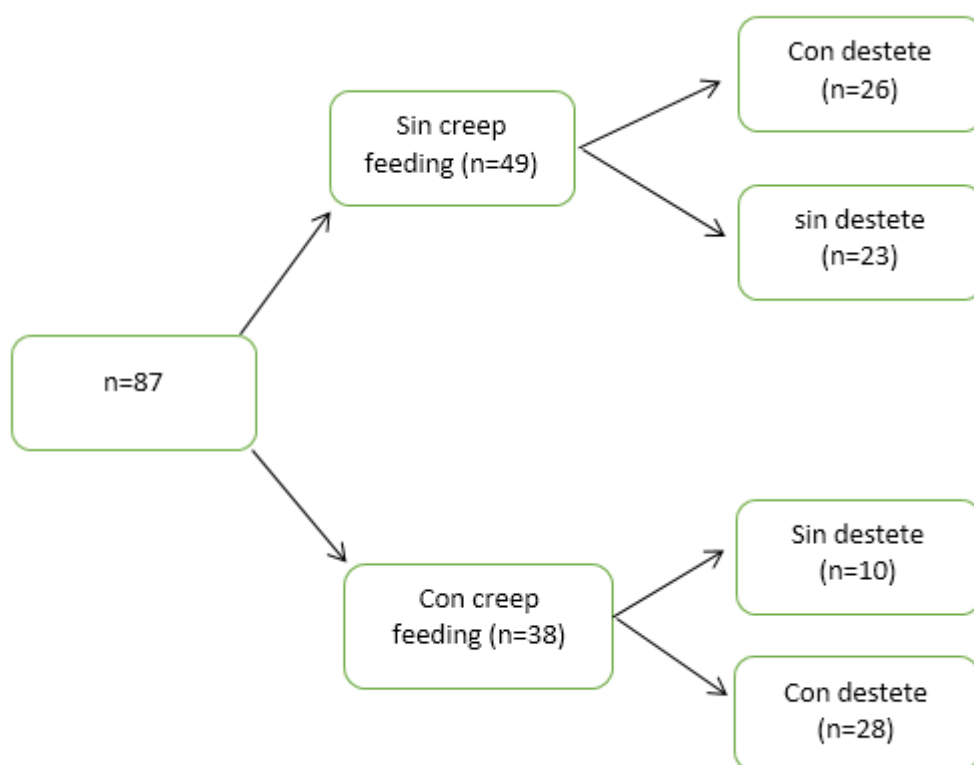 Con destete
(n=26)
Sin creep
feeding (n=49)
sin destete
(n=23)
n=87
Sin destete
(n=10)
Con creep
feeding (n=38)
Con destete
(n=28)